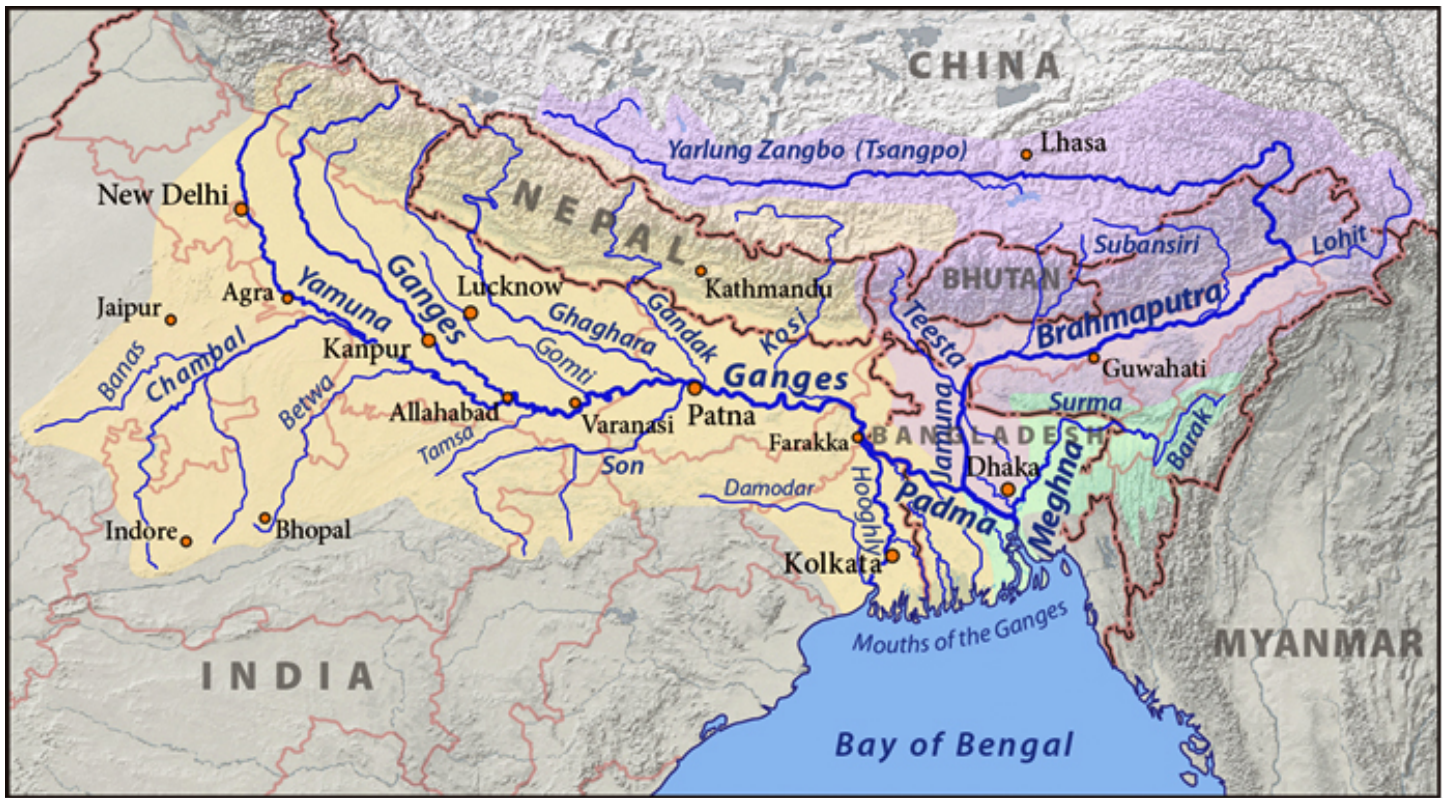 CHINA
Lhasa
Yarlung Zangbo (Tsangpo)
New Delhi
NEPAL
Subansiri
Lohit
BHUTAN
Ganges
Kathmandu
Agra
Yamuna
Lucknow
Jaipur
Teesta
Brahmaputra
Ghaghara
Gandak
Kosi
Kanpur
Gomti
Banas
Chambal
Guwahati
Betwa
Ganges
Allahabad
Varanasi
Patna
Surma
Jamuna
Tamsa
Farakka
BANGLADESH
Barak
Son
Dhaka
Damodar
Hooghly
Padma
Meghna
Indore
Bhopal
Kolkata
Mouths of the Ganges
INDIA
MYANMAR
Bay of Bengal